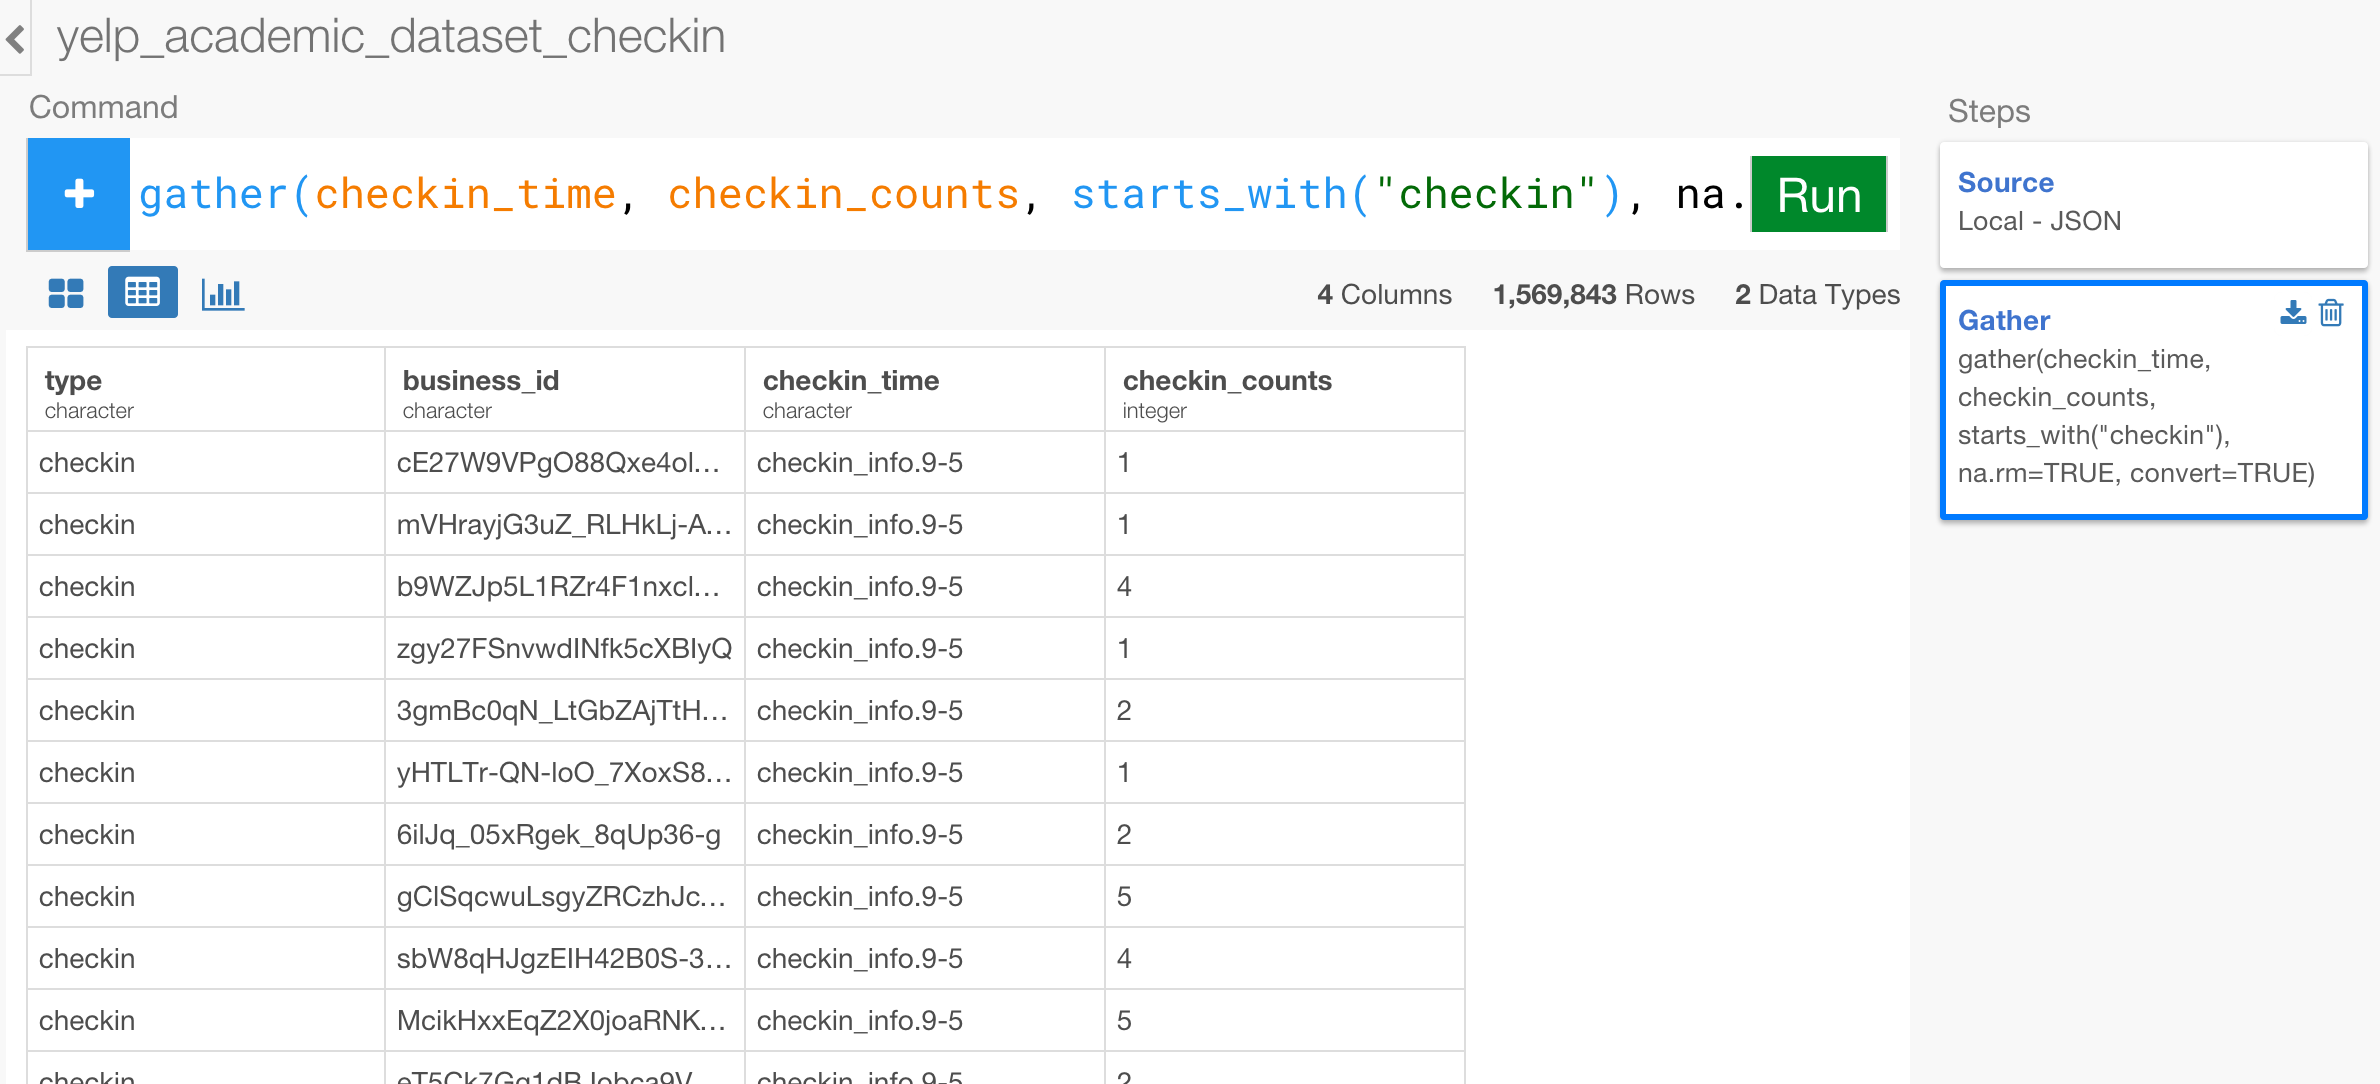 yelp_academic_dataset_checkin
Command
gather(checkin_time, checkin_counts, starts_with("checkin"), na.
Run
4 Columns 1,569,843 Rows 2 Data Types
type business_id checkin_time checkin_counts
character character character integer
checkin cE27W9VPgO88Qxe4ol... checkin_info.9-5 1
checkin mVHrayjG3uZ_RLHkLj-A... checkin_info.9-5 1
checkin b9WZJp5L1RZr4F1nxcl... checkin_info.9-5 4
checkin zgy27FSnvwdINfk5cXBIyQ checkin_info.9-5 1
checkin 3gmBc0qN_LtGbZAjTtH... checkin_info.9-5 2
checkin yHTLTr-QN-loO_7XoxS8... checkin_info.9-5 1
checkin 6ilJq_05xRgek_8qUp36-g checkin_info.9-5 2
checkin gClSqcwuLsgyZRCzhJc... checkin_info.9-5 5
checkin sbW8qHJgzEIH42B0S-3... checkin_info.9-5 4
checkin McikHxxEqZ2X0joaRNK... checkin_info.9-5 5
checkin checkin_info.9-5 2
Steps
Source
Local - JSON
Gather
gather(checkin_time,
checkin_counts,
starts_with("checkin"),
na.rm=TRUE, convert=TRUE)